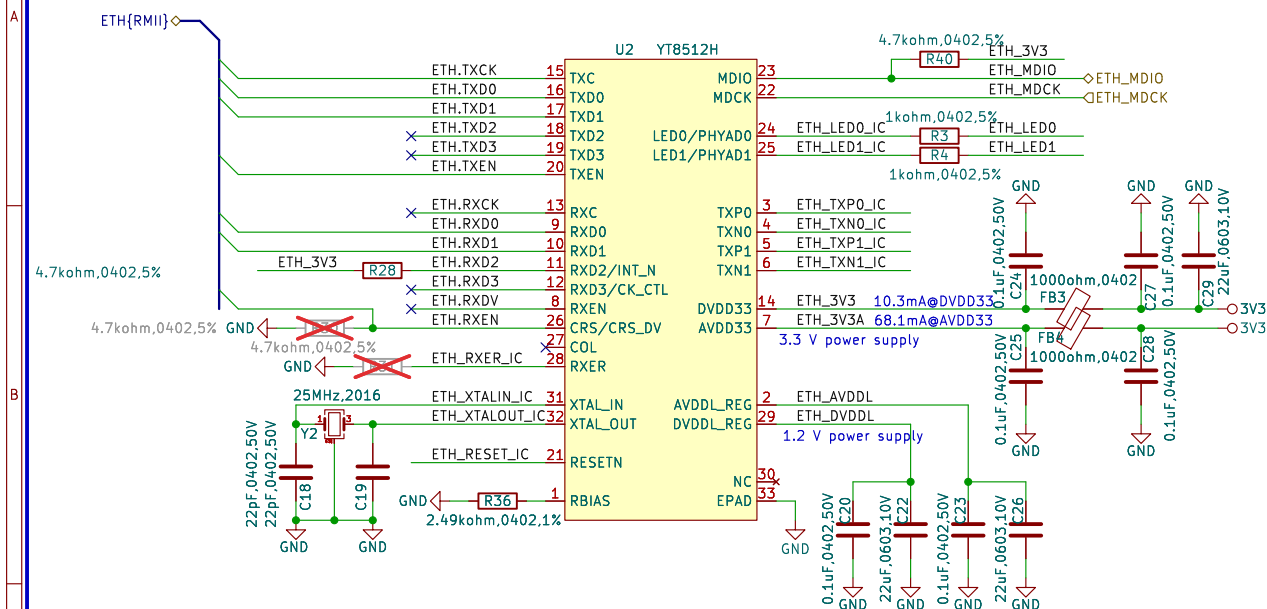 A
B
ETH{RMII}
U2 YT8512H
ETH.TXCK 15 TXC
ETH.TXD0 16 TXD0
ETH.TXD1 17 TXD1
ETH.TXD2 18 TXD2
ETH.TXD3 19 TXD3
ETH.TXEN 20 TXEN
ETH.RXCK 13 RXC
ETH.RXD0 9 RXD0
ETH.RXD1 10 RXD1
4.7kohm,0402,5%
ETH_3V3 R28 ETH.RXD2 11 RXD2/INT_N
ETH.RXD3 12 RXD3/CK_CTL
ETH.RXDV 8 RXEN
4.7kohm,0402,5% GND ETH.RXEN 26 CRS/CRS_DV
4.7kohm,0402,5%
27 COL
GND ETH_RXER_IC 28 RXER
25MHz,2016
ETH_XTALIN_IC 31 XTAL_IN
Y2 1 3 ETH_XTALOUT_IC 32 XTAL_OUT
22pF,0402,50V
22pF,0402,50V
C18
C19
GND
GND
ETH_RESET_IC 21 RESETN
GND R36 1 RBIAS
2.49kohm,0402,1%
4.7kohm,0402,5%
R40 ETH_3V3
MDIO 23 ETH_MDIO ETH_MDIO
MDCK 22 ETH_MDCK ETH_MDCK
1kohm,0402,5%
LED0/PHYAD0 24 ETH_LED0_IC R3 ETH_LED0
LED1/PHYAD1 25 ETH_LED1_IC R4 ETH_LED1
1kohm,0402,5%
TXP0 3 ETH_TXP0_IC
TXN0 4 ETH_TXN0_IC
TXP1 5 ETH_TXP1_IC
TXN1 6 ETH_TXN1_IC
DVDD33 14 ETH_3V3 10.3mA@DVDD33
AVDD33 7 ETH_3V3A 68.1mA@AVDD33
3.3 V power supply
GND
GND
GND
0.1uF,0402,50V
C24
0.1uF,0402,50V
C27
22uF,0603,10V
C29
1000ohm,0402
FB3
FB4
1000ohm,0402
3V3
3V3
C25
0.1uF,0402,50V
C28
0.1uF,0402,50V
GND
GND
AVDDL_REG 2 ETH_AVDDL
DVDDL_REG 29 ETH_DVDDL
1.2 V power supply
NC 30
EPAD 33
GND
0.1uF,0402,50V
C20
22uF,0603,10V
C22
0.1uF,0402,50V
C23
22uF,0603,10V
C26
GND
GND
GND
GND